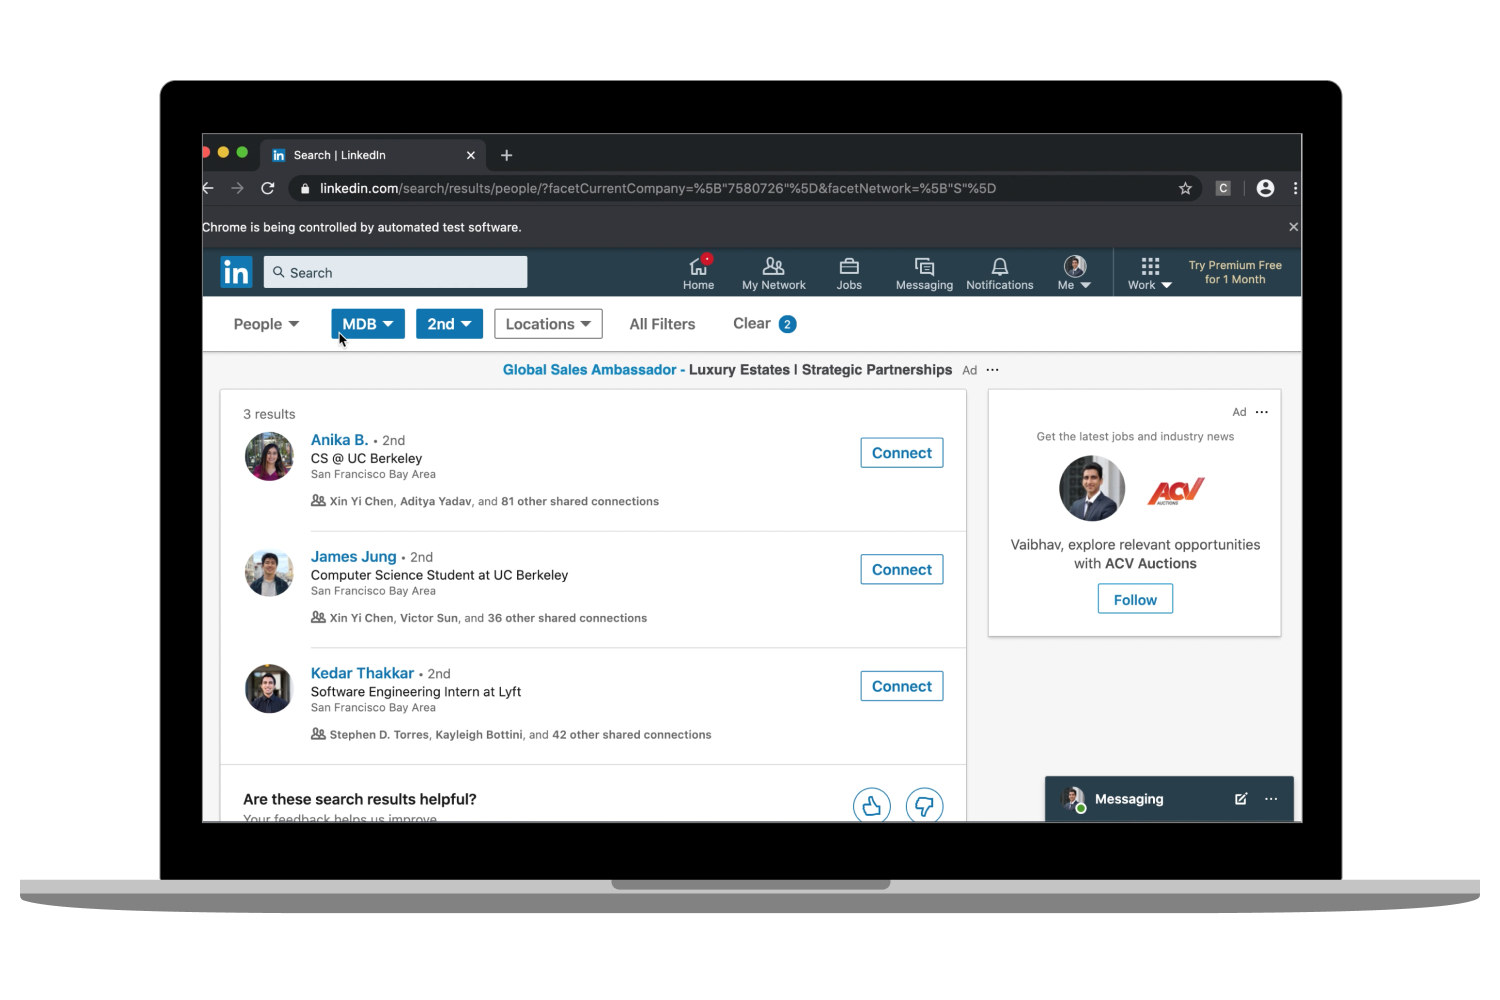 in Search | LinkedIn
linkedin.com/search/results/people/?facetCurrentCompany=%5B"7580726"%5D&facetNetwork=%5B"S"%5D
C
Chrome is being controlled by automated test software.
in Search
Home
My Network
Jobs
Messaging
Notifications
Me
Work
Try Premium Free
for 1 Month
People
MDB
2nd
Locations
All Filters
Clear 2
Global Sales Ambassador - Luxury Estates | Strategic Partnerships Ad ...
3 results
Anika B. • 2nd
CS @ UC Berkeley
San Francisco Bay Area
Xin Yi Chen, Aditya Yadav, and 81 other shared connections
Connect
James Jung • 2nd
Computer Science Student at UC Berkeley
San Francisco Bay Area
Xin Yi Chen, Victor Sun, and 36 other shared connections
Connect
Kedar Thakkar • 2nd
Software Engineering Intern at Lyft
San Francisco Bay Area
Stephen D. Torres, Kayleigh Bottini, and 42 other shared connections
Connect
Are these search results helpful?
Your feedback helps us improve
Ad ...
Get the latest jobs and industry news
ACV
AUCTIONS
Vaibhav, explore relevant opportunities
with ACV Auctions
Follow
Messaging